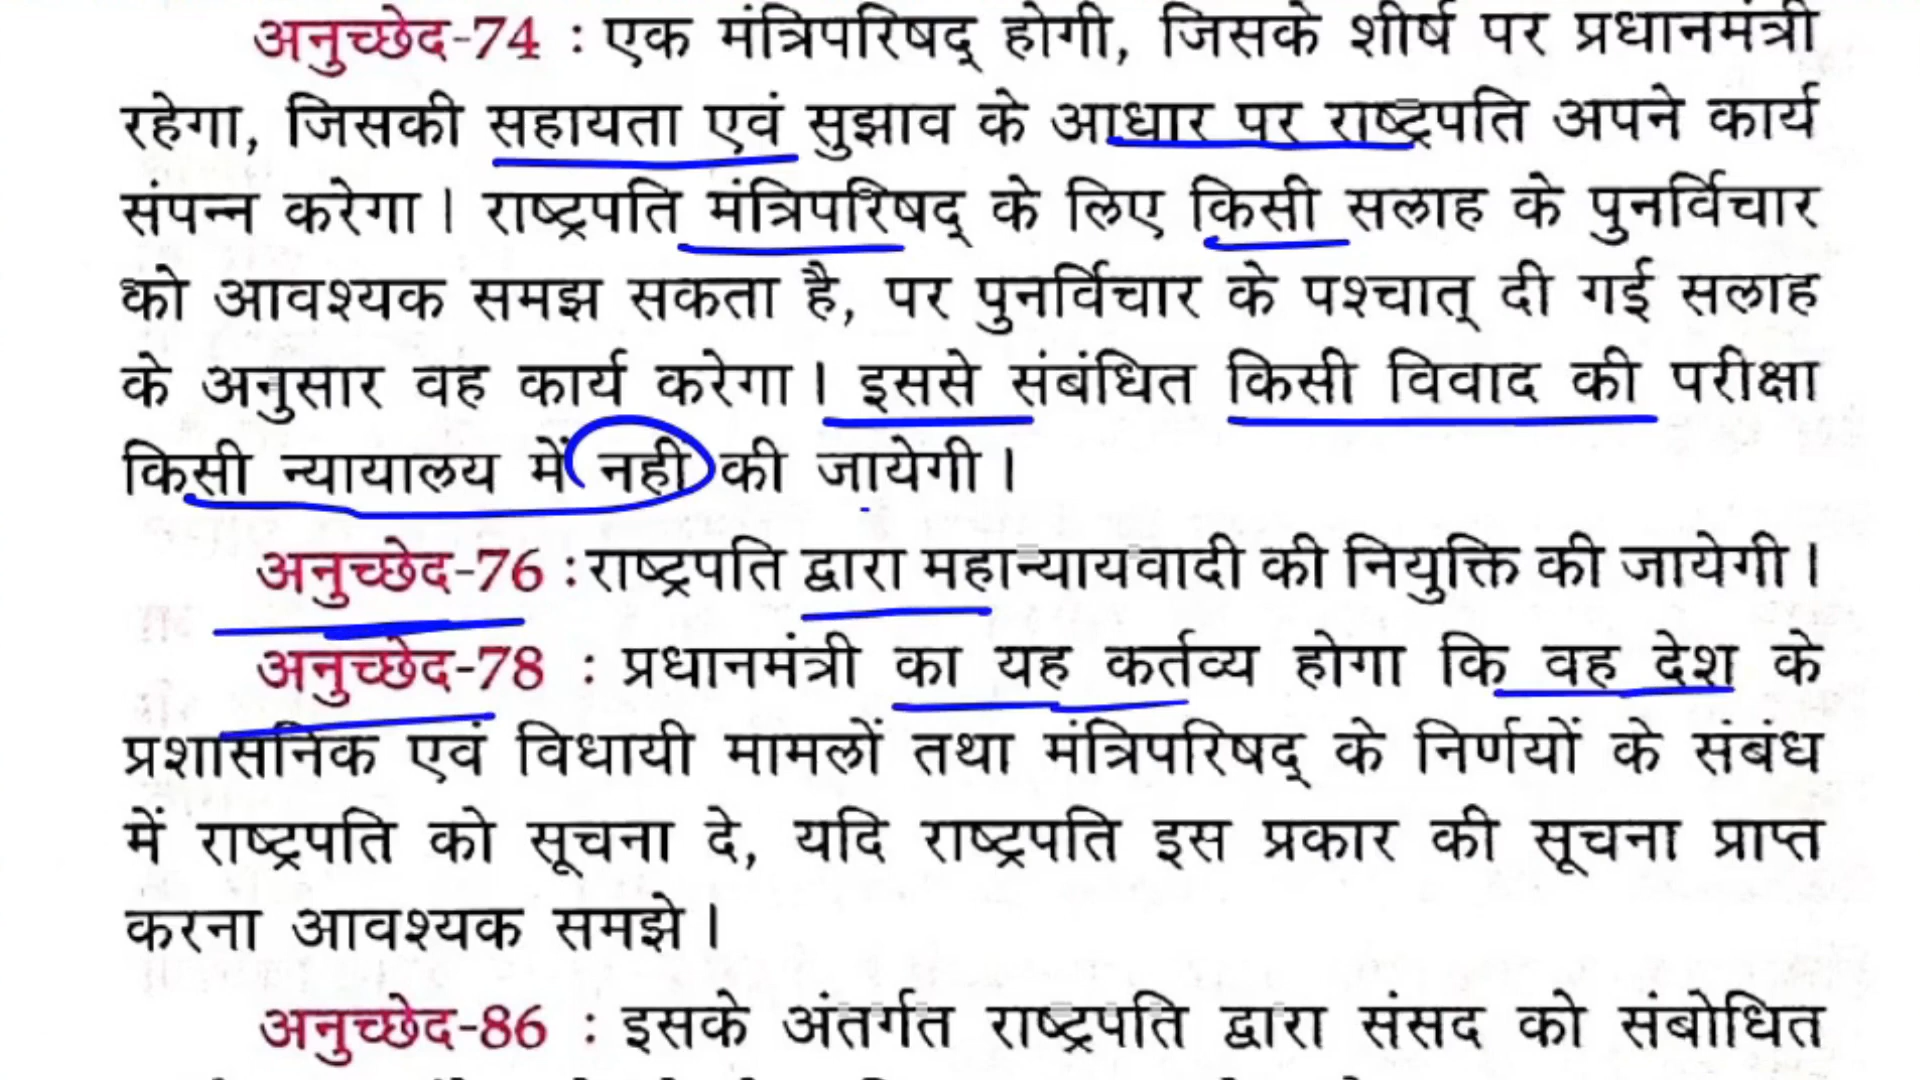 अनुच्छेद-74 : एक मंत्रिपरिषद् होगी, जिसके शीर्ष पर प्रधानमंत्री
रहेगा, जिसकी सहायता एवं सुझाव के आधार पर राष्ट्रपति अपने कार्य
संपन्न करेगा। राष्ट्रपति मंत्रिपरिषद् के लिए किसी सलाह के पुनर्विचार
को आवश्यक समझ सकता है, पर पुनर्विचार के पश्चात् दी गई सलाह
के अनुसार वह कार्य करेगा। इससे संबंधित किसी विवाद की परीक्षा
किसी न्यायालय में नही की जायेगी।
अनुच्छेद-76 : राष्ट्रपति द्वारा महान्यायवादी की नियुक्ति की जायेगी।
अनुच्छेद-78 : प्रधानमंत्री का यह कर्तव्य होगा कि वह देश के
प्रशासनिक एवं विधायी मामलों तथा मंत्रिपरिषद् के निर्णयों के संबंध
में राष्ट्रपति को सूचना दे, यदि राष्ट्रपति इस प्रकार की सूचना प्राप्त
करना आवश्यक समझे।
अनुच्छेद-86 : इसके अंतर्गत राष्ट्रपति द्वारा संसद को संबोधित